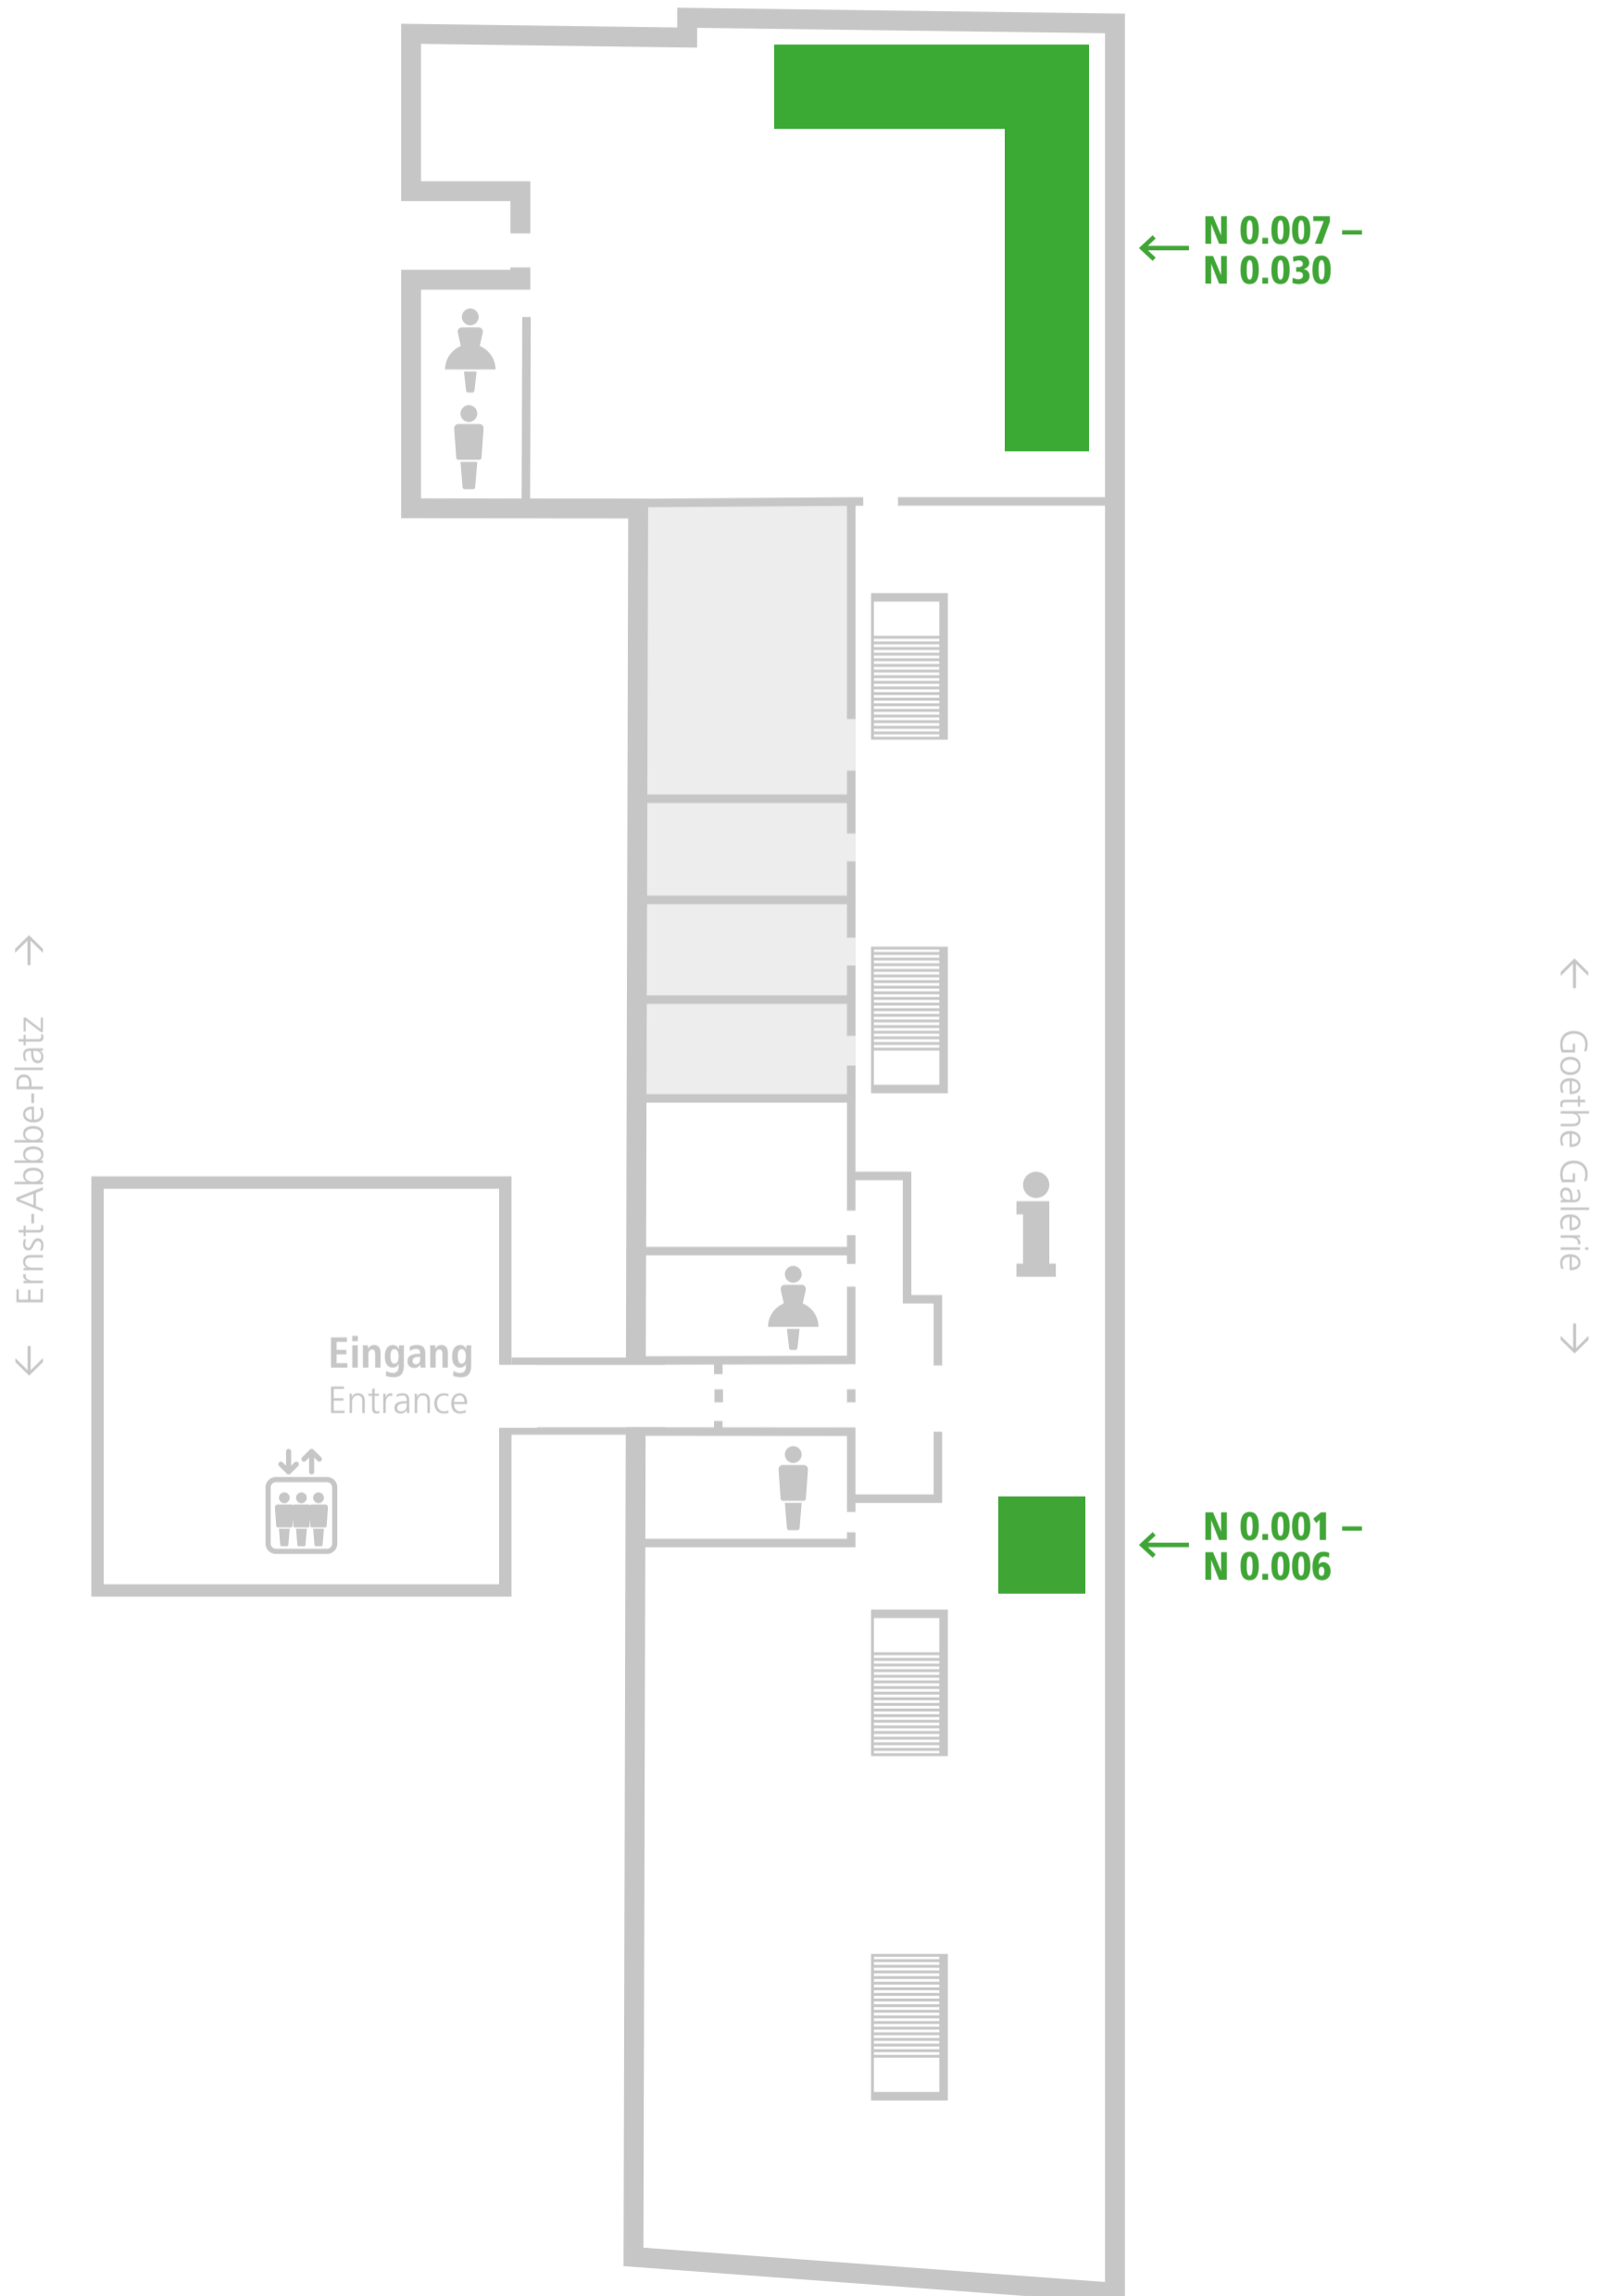 N 0.007 –
N 0.030
Ernst-Abbbe-Platz
Goethe Galerie
Eingang
Entrance
i
N 0.001 –
N 0.006